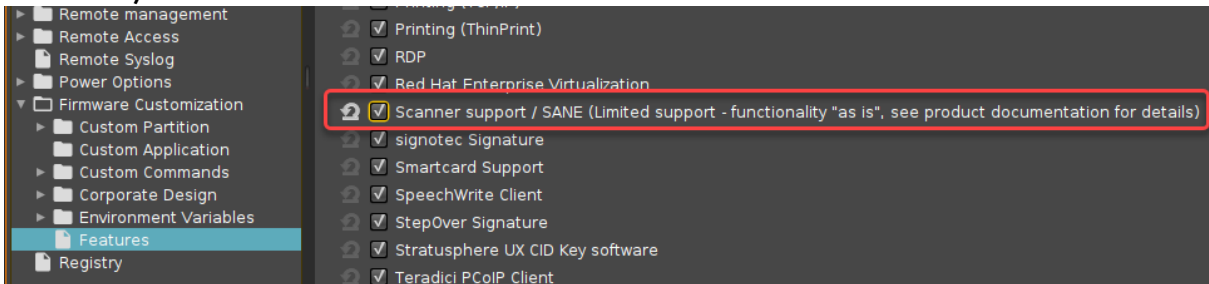 Remote management
Remote Access
Remote Syslog
Power Options
Firmware Customization
Custom Partition
Custom Application
Custom Commands
Corporate Design
Environment Variables
Features
Registry
Printing (TCP/IP)
Printing (ThinPrint)
RDP
Red Hat Enterprise Virtualization
Scanner support / SANE (Limited support - functionality "as is", see product documentation for details)
signotec Signature
Smartcard Support
SpeechWrite Client
StepOver Signature
Stratusphere UX CID Key software
Teradici PCoIP Client